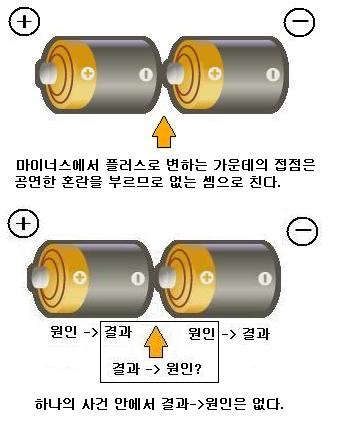 + −
+ − + −
마이너스에서 플러스로 변하는 가운데의 접점은
공연한 혼란을 부르므로 없는 셈으로 친다.
+ −
+ − + −
원인 -> 결과 원인 -> 결과
결과 -> 원인?
하나의 사건 안에서 결과->원인은 없다.